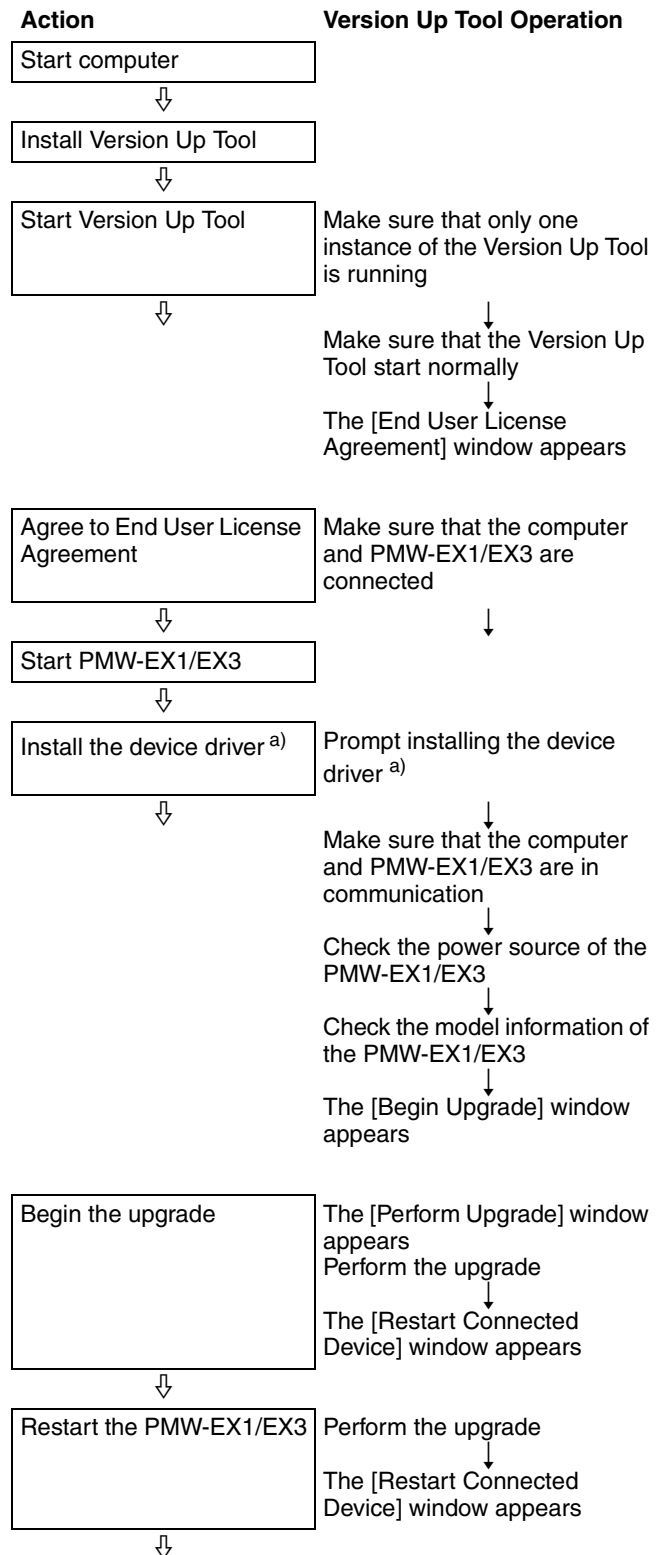 Action Version Up Tool Operation
Start computer
Install Version Up Tool
Start Version Up Tool
Make sure that only one
instance of the Version Up Tool
is running
Make sure that the Version Up
Tool start normally
The [End User License
Agreement] window appears
Agree to End User License
Agreement
Make sure that the computer
and PMW-EX1/EX3 are
connected
Start PMW-EX1/EX3
Install the device driver a)
Prompt installing the device
driver a)
Make sure that the computer
and PMW-EX1/EX3 are in
communication
Check the power source of the
PMW-EX1/EX3
Check the model information of
the PMW-EX1/EX3
The [Begin Upgrade] window
appears
Begin the upgrade
The [Perform Upgrade] window
appears
Perform the upgrade
The [Restart Connected
Device] window appears
Restart the PMW-EX1/EX3
Perform the upgrade
The [Restart Connected
Device] window appears